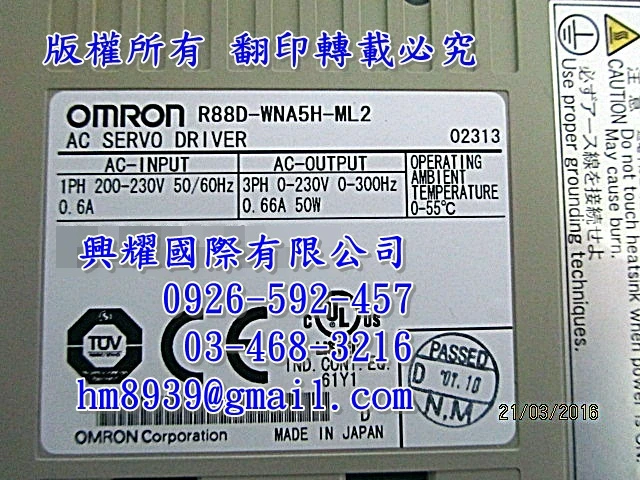 版權所有 翻印轉載必究
OMRON R88D-WNA5H-ML2
AC SERVO DRIVER 02313
AC-INPUT AC-OUTPUT OPERATING AMBIENT TEMPERATURE
1PH 200-230V 50/60Hz 3PH 0-230V 0-300Hz
0.6A 0.66A 50W 0-55℃
興耀國際有限公司
0926-592-457
TÜV CE C UL US
03-468-3216
IND. CONT. EQ.
61Y1
hm8939@gmail.com
D
OMRON Corporation MADE IN JAPAN
PASSED
D '07.10
N.M
21/03/2016
注意
CAUTION Do not touch heatsink when power is ON.
May cause burn.
必ずアース線を接続せよ
Use proper grounding techniques.